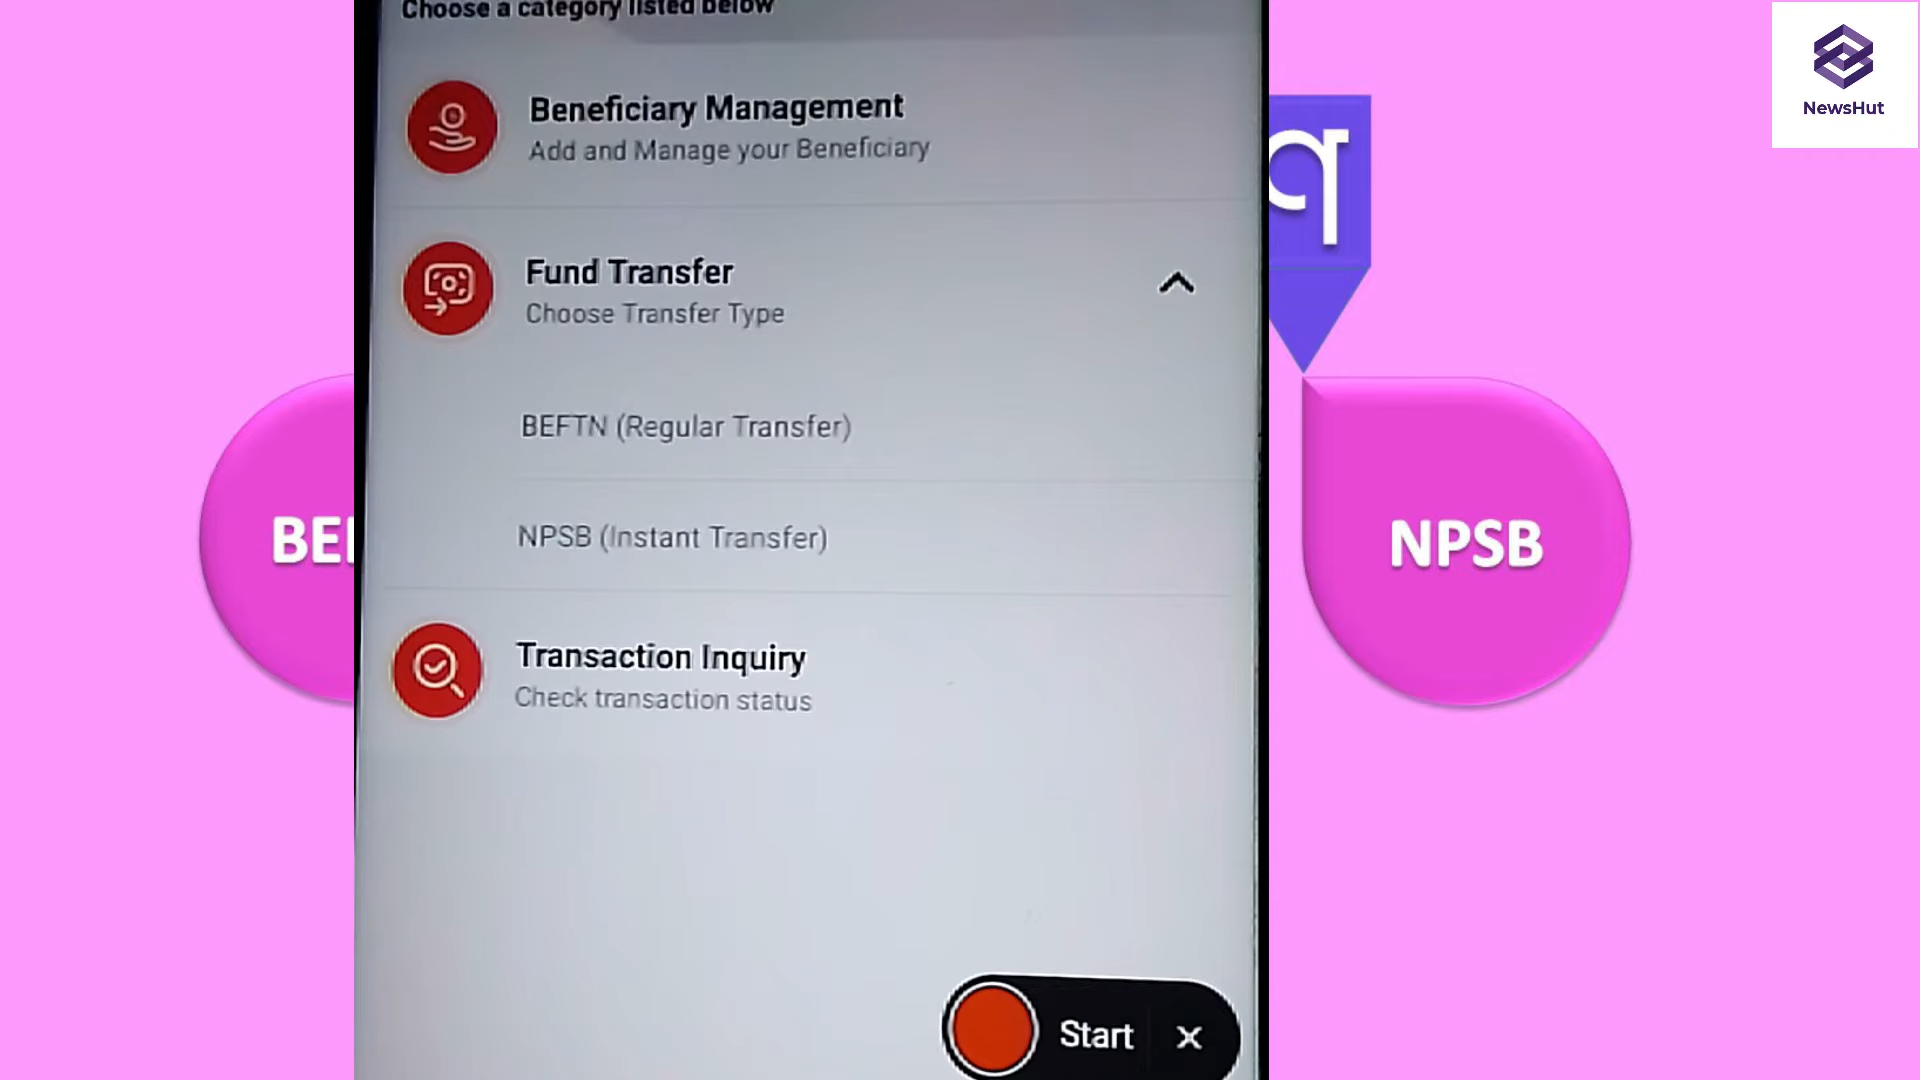 Choose a category listed below
Beneficiary Management
Add and Manage your Beneficiary
Fund Transfer
Choose Transfer Type
BEFTN (Regular Transfer)
NPSB (Instant Transfer)
Transaction Inquiry
Check transaction status
Start
NewsHut
NPSB